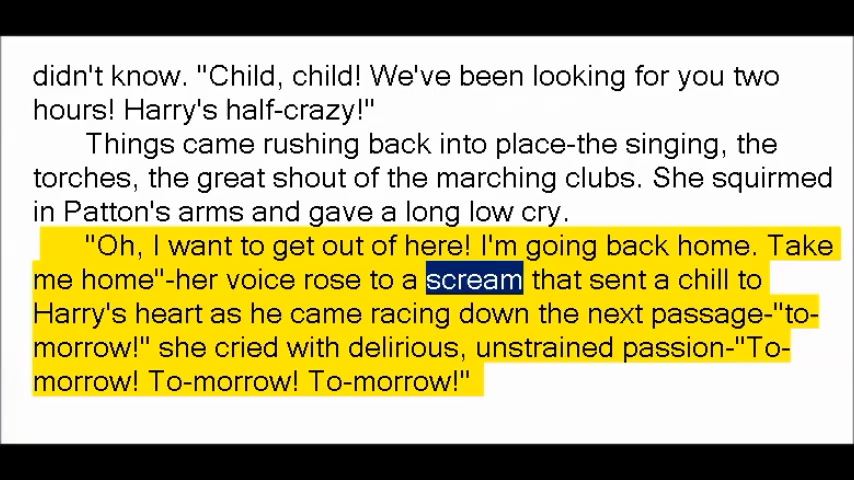 didn't know. "Child, child! We've been looking for you two
hours! Harry's half-crazy!"
Things came rushing back into place-the singing, the
torches, the great shout of the marching clubs. She squirmed
in Patton's arms and gave a long low cry.
"Oh, I want to get out of here! I'm going back home. Take
me home"-her voice rose to a scream that sent a chill to
Harry's heart as he came racing down the next passage-"to-
morrow!" she cried with delirious, unstrained passion-"To-
morrow! To-morrow! To-morrow!"